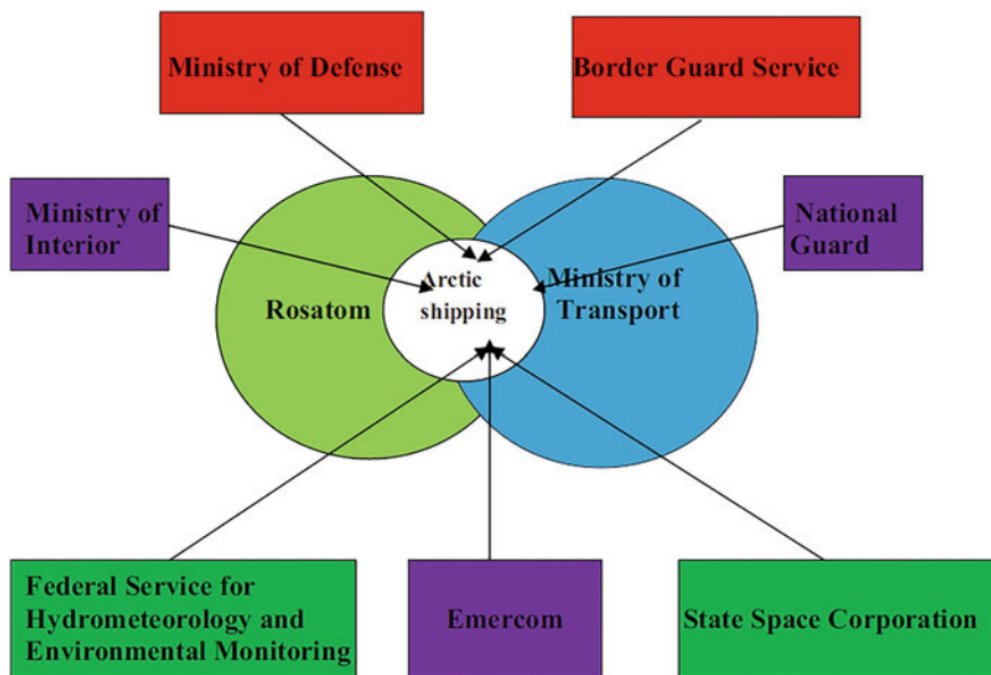 Ministry of Defense
Border Guard Service
Ministry of
Interior
National
Guard
Rosatom
Arctic
shipping
Ministry of
Transport
Federal Service for
Hydrometeorology and
Environmental Monitoring
Emercom
State Space Corporation